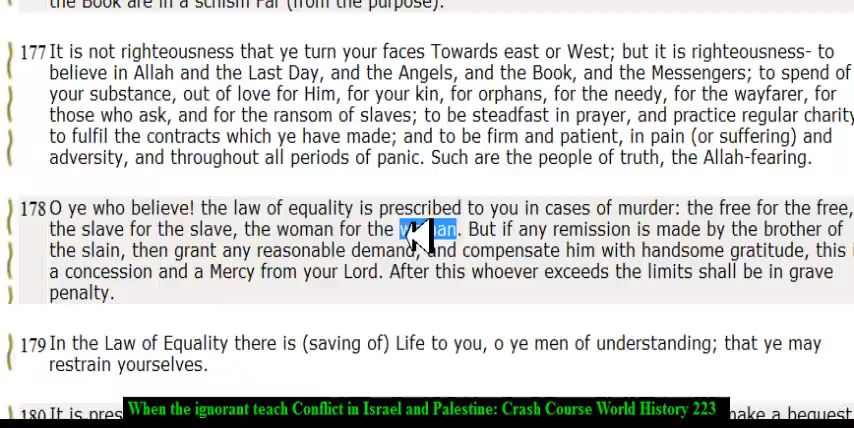 the Book are in a schism Far (from the purpose).
177 It is not righteousness that ye turn your faces Towards east or West; but it is righteousness- to
believe in Allah and the Last Day, and the Angels, and the Book, and the Messengers; to spend of
your substance, out of love for Him, for your kin, for orphans, for the needy, for the wayfarer, for
those who ask, and for the ransom of slaves; to be steadfast in prayer, and practice regular charity
to fulfil the contracts which ye have made; and to be firm and patient, in pain (or suffering) and
adversity, and throughout all periods of panic. Such are the people of truth, the Allah-fearing.
178 O ye who believe! the law of equality is prescribed to you in cases of murder: the free for the free,
the slave for the slave, the woman for the woman. But if any remission is made by the brother of
the slain, then grant any reasonable demand, and compensate him with handsome gratitude, this
a concession and a Mercy from your Lord. After this whoever exceeds the limits shall be in grave
penalty.
179 In the Law of Equality there is (saving of) Life to you, o ye men of understanding; that ye may
restrain yourselves.
180 It is pres
make a bequest
When the ignorant teach Conflict in Israel and Palestine: Crash Course World History 223